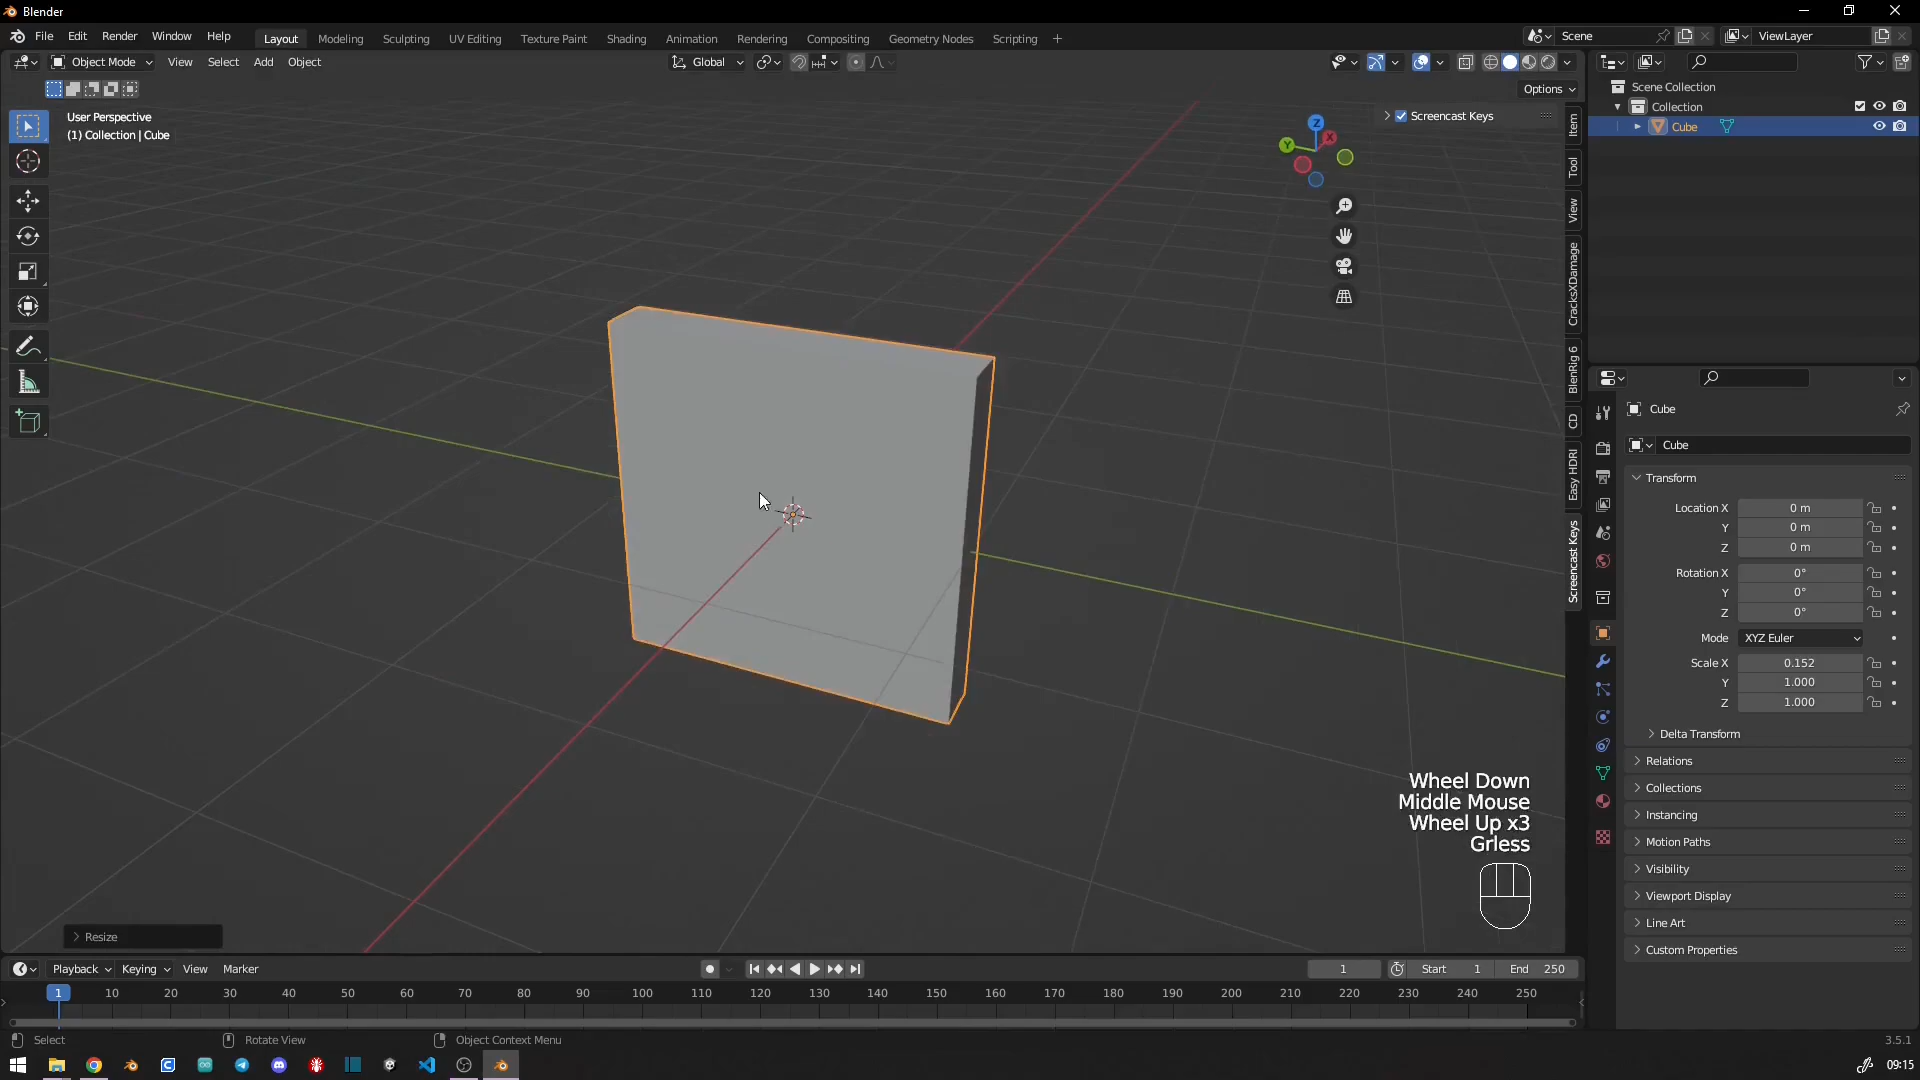 Blender
File Edit Render Window Help
Layout Modeling Sculpting UV Editing Texture Paint Shading Animation Rendering Compositing Geometry Nodes Scripting +
Scene
ViewLayer
Object Mode View Select Add Object
Global
Options
User Perspective
(1) Collection | Cube
Screencast Keys
Z
Y
X
Item
Tool
View
CracksXDamage
BlenRig 6
CD
Easy HDRI
Screencast Keys
Scene Collection
Collection
Cube
Cube
Cube
Transform
Location X 0 m
Y 0 m
Z 0 m
Rotation X 0°
Y 0°
Z 0°
Mode XYZ Euler
Scale X 0.152
Y 1.000
Z 1.000
Delta Transform
Relations
Collections
Instancing
Motion Paths
Visibility
Viewport Display
Line Art
Custom Properties
Wheel Down
Middle Mouse
Wheel Up x3
Grless
Resize
Playback Keying View Marker
1 Start 1 End 250
1 10 20 30 40 50 60 70 80 90 100 110 120 130 140 150 160 170 180 190 200 210 220 230 240 250
Select Rotate View Object Context Menu
3.5.1
09:15